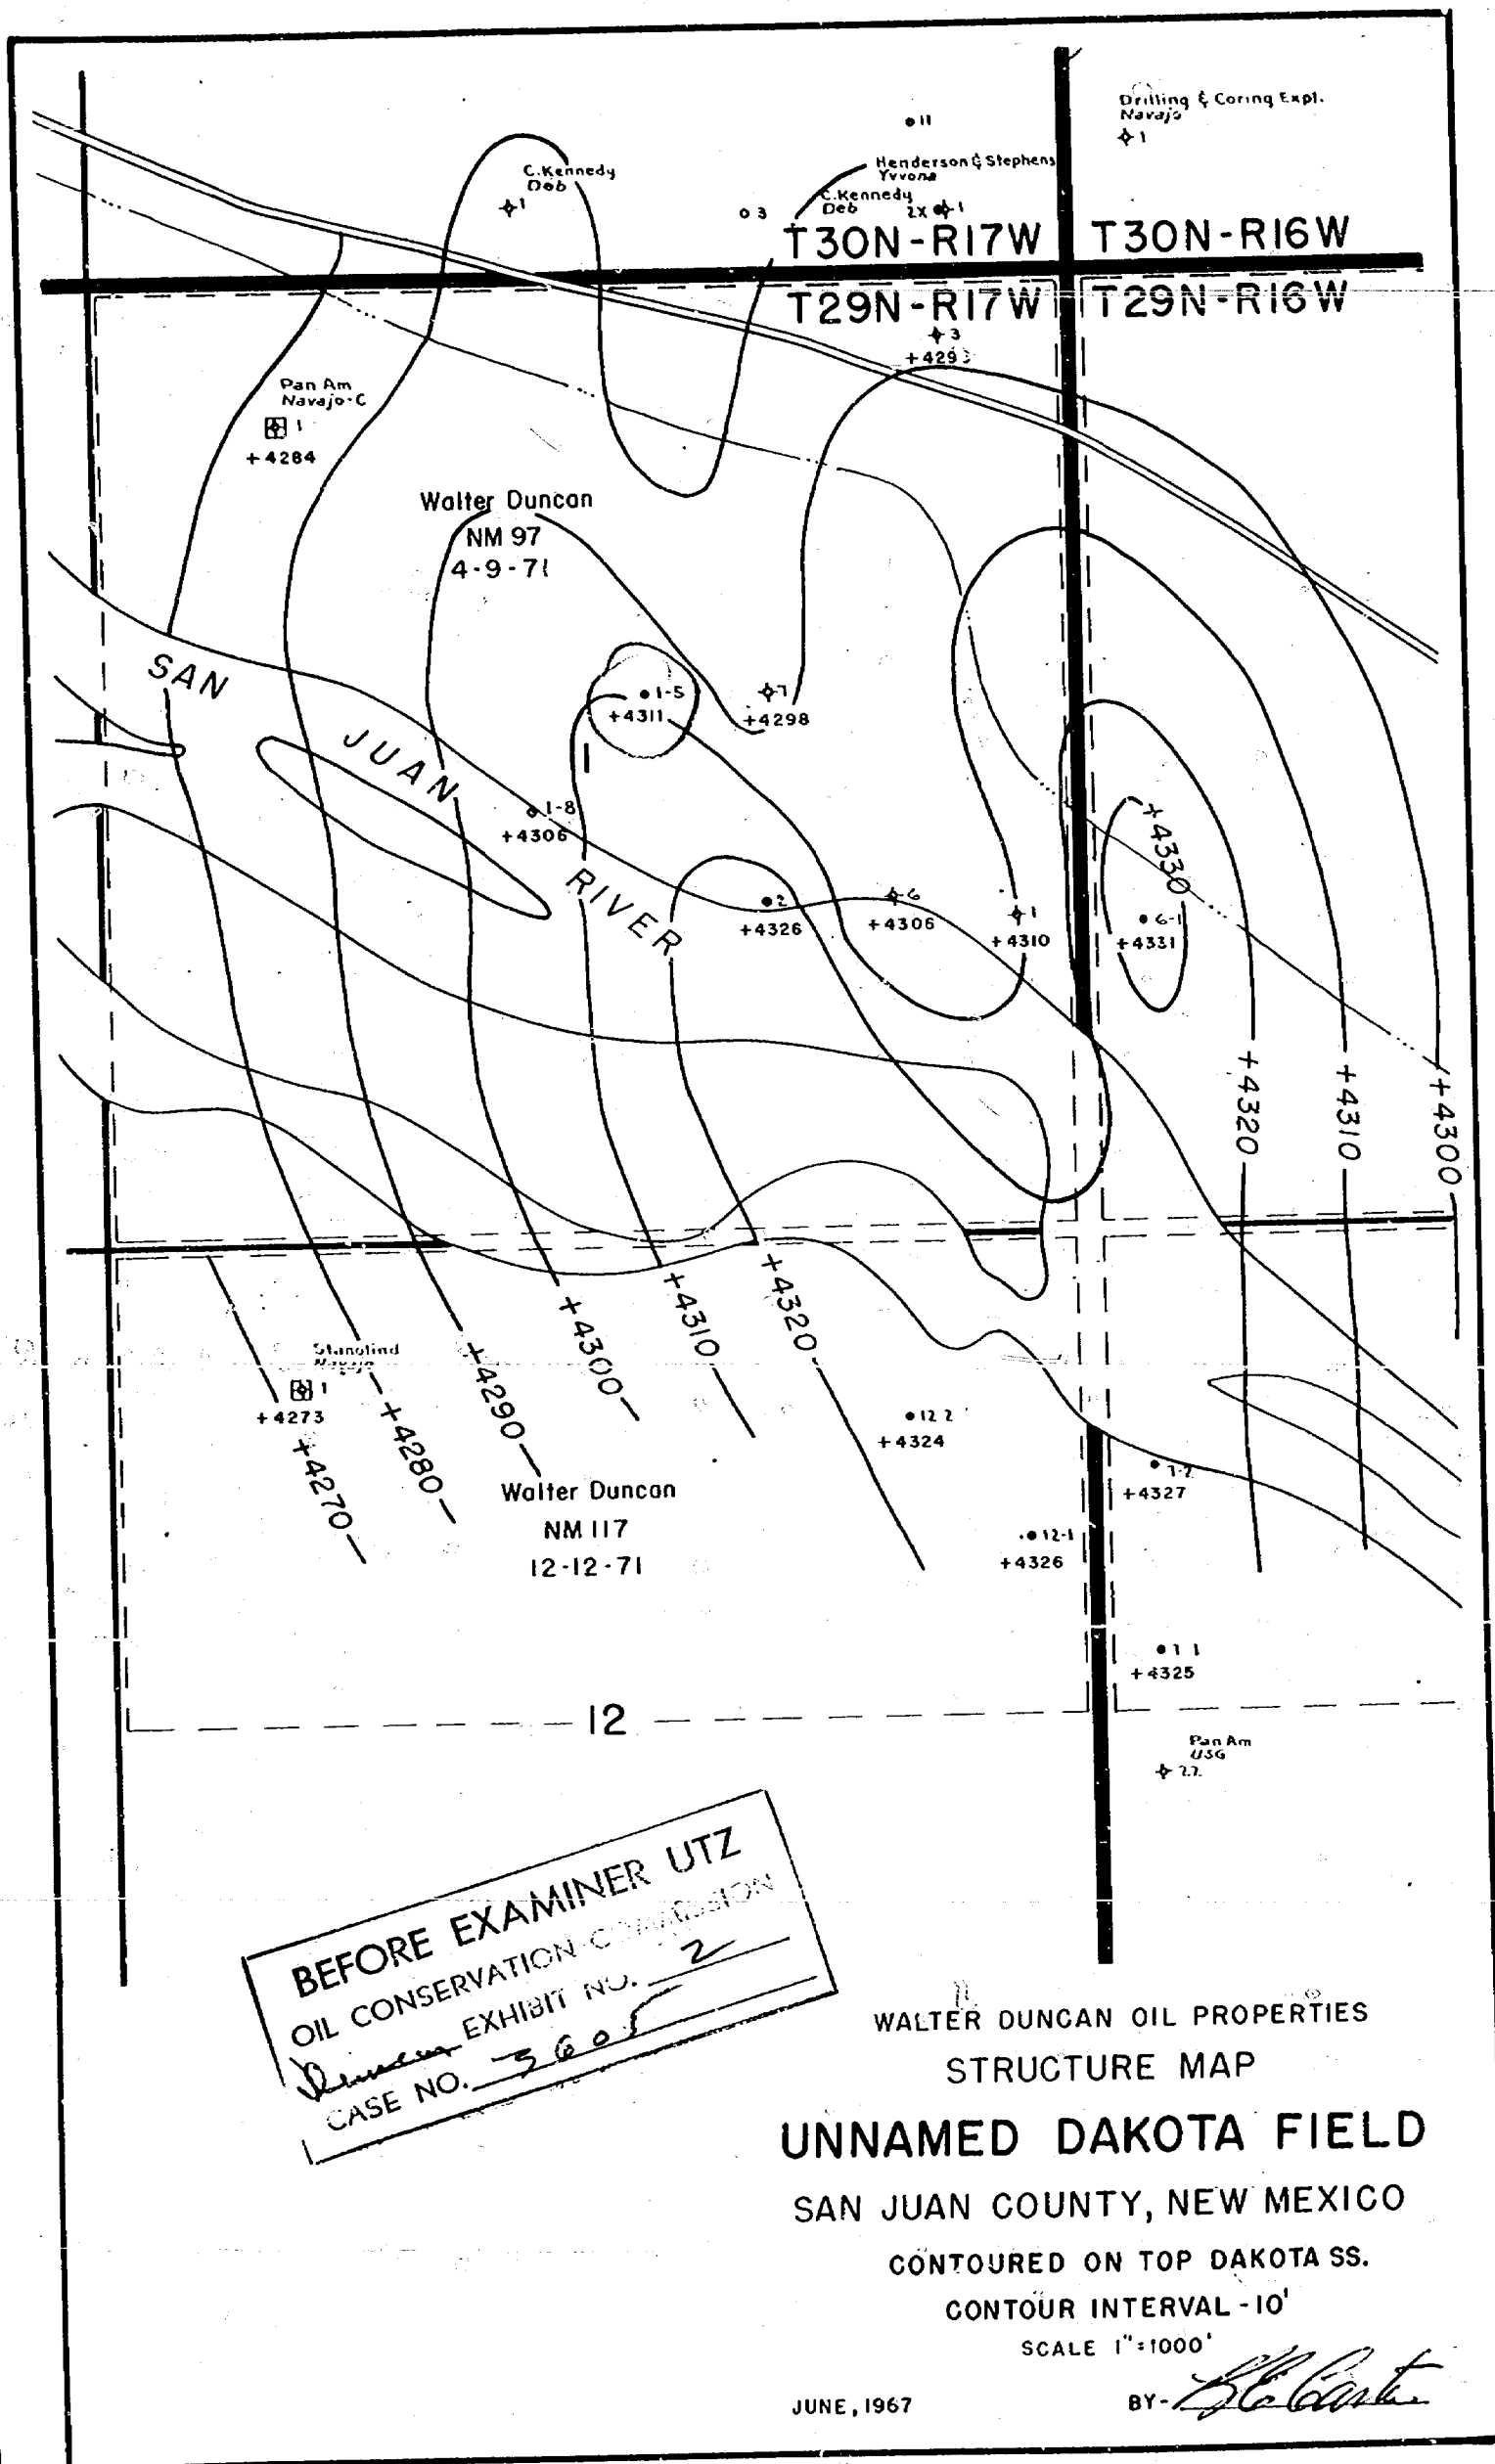 Drilling & Coring Expl.
Navajo
1
11
Henderson & Stephens
Yvvona
C.Kennedy
Deb
1
3
C.Kennedy
Deb
2X 1
T30N-R17W
T30N-R16W
T29N-R17W
T29N-R16W
3
Pan Am
Navajo-C
1
+4284
Walter Duncan
NM 97
4-9-71
SAN JUAN RIVER
1-5
+4311
7
+4298
1-8
+4306
2
+4326
6
+4306
1
+4310
+4330
6-1
+4331
+4320
+4310
+4300
+4320
+4310
+4300
+4290
+4280
+4270
Stanolind
Navajo
1
+4273
12-2
+4324
7-2
+4327
Walter Duncan
NM 117
12-12-71
12-1
+4326
+4325
12
Pan Am
USG
22
BEFORE EXAMINER UTZ
OIL CONSERVATION COMMISSION
Duncan EXHIBIT NO. 2
CASE NO. 3605
WALTER DUNCAN OIL PROPERTIES
STRUCTURE MAP
UNNAMED DAKOTA FIELD
SAN JUAN COUNTY, NEW MEXICO
CONTOURED ON TOP DAKOTA SS.
CONTOUR INTERVAL - 10'
SCALE 1"=1000'
JUNE, 1967
BY-